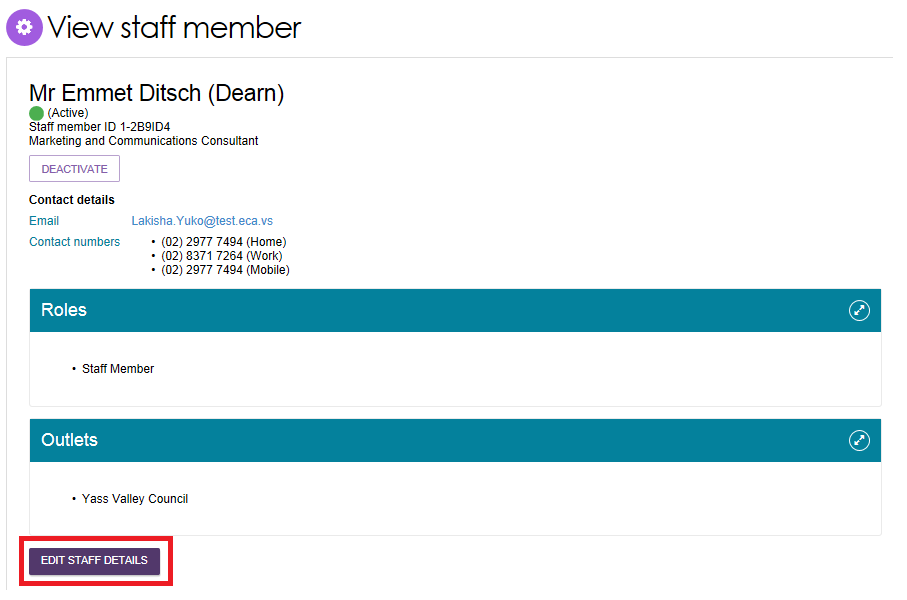 View staff member
Mr Emmet Ditsch (Dearn)
(Active)
Staff member ID 1-2B9ID4
Marketing and Communications Consultant
DEACTIVATE
Contact details
Email Lakisha.Yuko@test.eca.vs
Contact numbers • (02) 2977 7494 (Home)
• (02) 8371 7264 (Work)
• (02) 2977 7494 (Mobile)
Roles
• Staff Member
Outlets
• Yass Valley Council
EDIT STAFF DETAILS